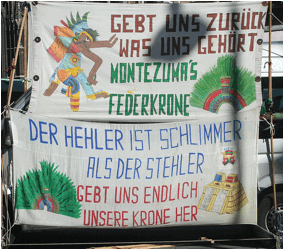 GEBT UNS ZURÜCK
WAS UNS GEHÖRT
MONTEZUMA'S
FEDERKRONE
DER HEHLER IST SCHLIMMER
ALS DER STEHLER
GEBT UNS ENDLICH
UNSERE KRONE HER